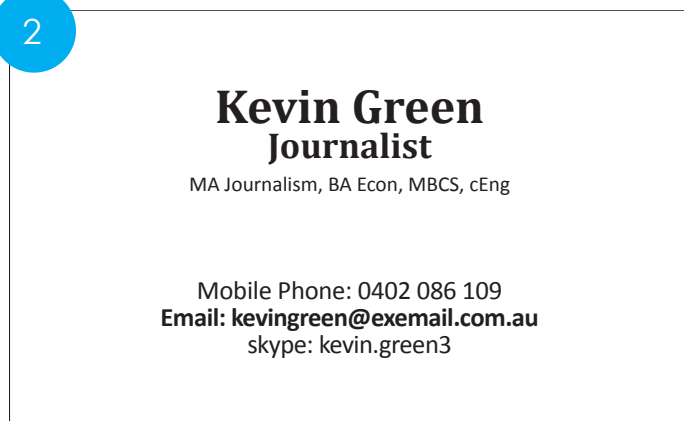 2
Kevin Green
Journalist
MA Journalism, BA Econ, MBCS, cEng
Mobile Phone: 0402 086 109
Email: kevingreen@exemail.com.au
skype: kevin.green3